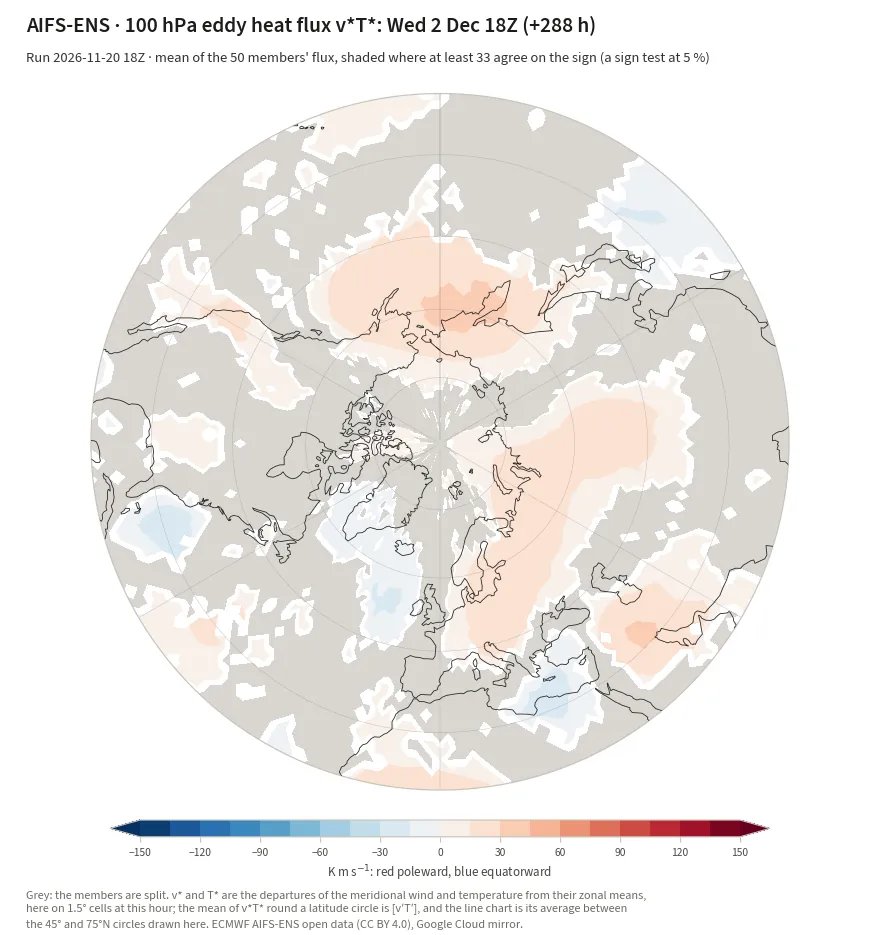 AIFS-ENS · 100 hPa eddy heat flux v*T*: Wed 2 Dec 18Z (+288 h)
Run 2026-11-20 18Z · mean of the 50 members' flux, shaded where at least 33 agree on the sign (a sign test at 5 %)
−150 −120 −90 −60 −30 0 30 60 90 120 150
K m s⁻¹: red poleward, blue equatorward
Grey: the members are split. v* and T* are the departures of the meridional wind and temperature from their zonal means,
here on 1.5° cells at this hour; the mean of v*T* round a latitude circle is [v'T'], and the line chart is its average between
the 45° and 75°N circles drawn here. ECMWF AIFS-ENS open data (CC BY 4.0), Google Cloud mirror.